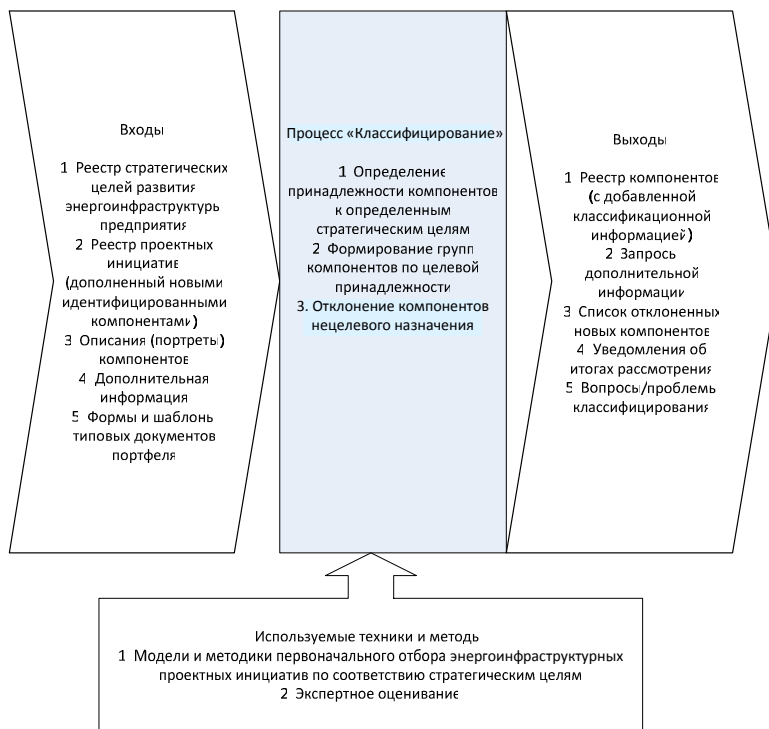 Входы
1 Реестр стратегических
целей развития
энергоинфраструктуры
предприятия
2 Реестр проектных
инициатив
(дополненный новыми
идентифицированными
компонентами)
3 Описания (портреты)
компонентов
4 Дополнительная
информация
5 Формы и шаблоны
типовых документов
портфеля
Процесс «Классифицирование»
1 Определение
принадлежности компонентов
к определенным
стратегическим целям
2 Формирование групп
компонентов по целевой
принадлежности
3. Отклонение компонентов
нецелевого назначения
Выходы
1 Реестр компонентов
(с добавленной
классификационной
информацией)
2 Запросы
дополнительной
информации
3 Список отклоненных
новых компонентов
4 Уведомления об
итогах рассмотрения
5 Вопросы/проблемы
классифицирования
Используемые техники и методы
1 Модели и методики первоначального отбора энергоинфраструктурных
проектных инициатив по соответствию стратегическим целям
2 Экспертное оценивание